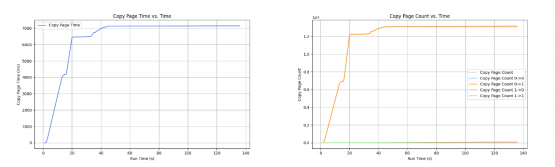 Copy Page Time vs. Time
Copy Page Time
7000
6000
5000
4000
3000
2000
1000
0
Copy Page Time (ms)
0
20
40
60
80
100
120
140
Run Time (s)
Copy Page Count vs. Time
1e7
1.2
1.0
0.8
0.6
0.4
0.2
0.0
Copy Page Count
Copy Page Count
Copy Page Count 0->0
Copy Page Count 0->1
Copy Page Count 1->0
Copy Page Count 1->1
0
20
40
60
80
100
120
140
Run Time (s)